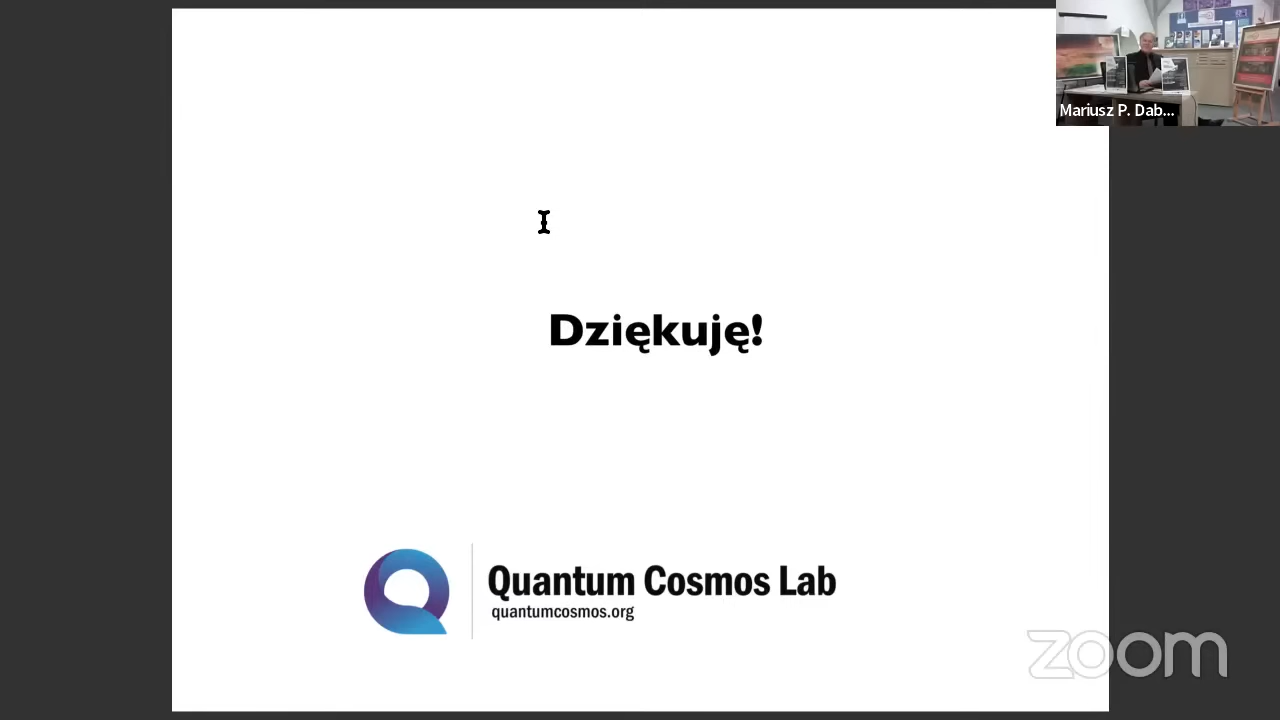 Mariusz P. Dab...
Dziękuję!
Quantum Cosmos Lab
quantumcosmos.org
zoom